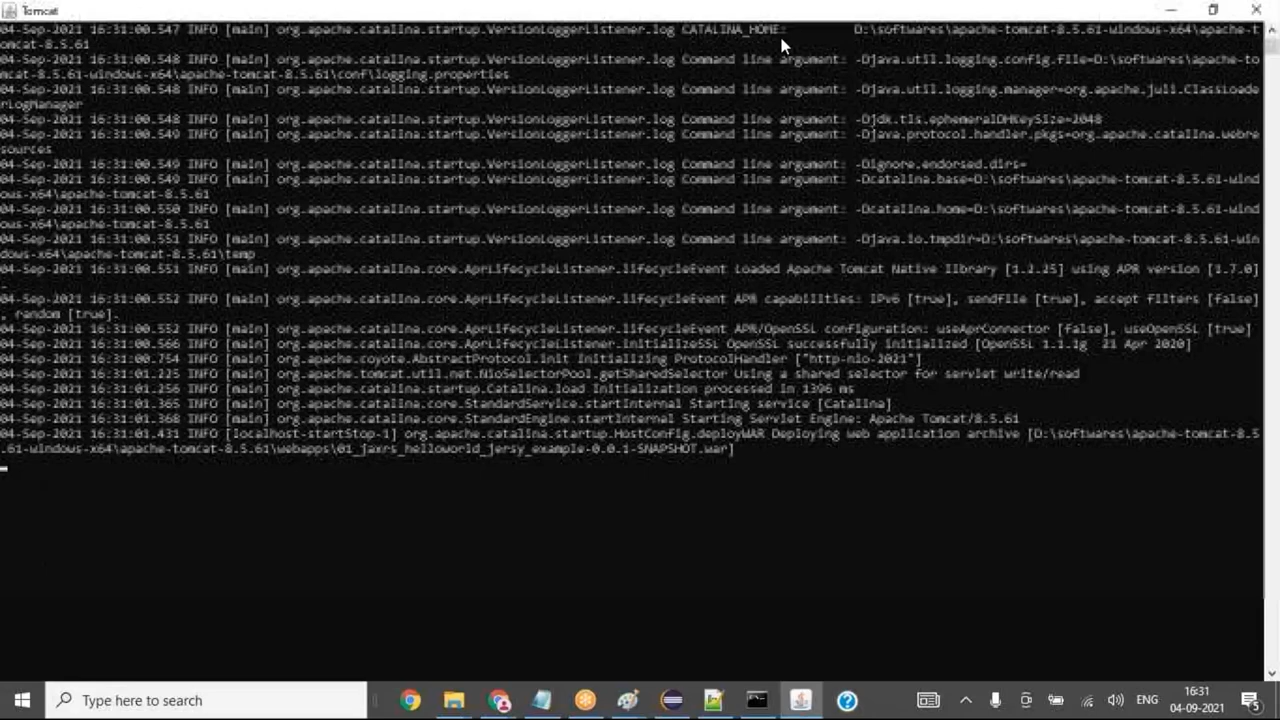 Tomcat
04-Sep-2021 16:31:00.547 INFO [main] org.apache.catalina.startup.VersionLoggerListener.log CATALINA_HOME:         D:\softwares\apache-tomcat-8.5.61-windows-x64\apache-t
omcat-8.5.61
04-Sep-2021 16:31:00.548 INFO [main] org.apache.catalina.startup.VersionLoggerListener.log Command line argument: -Djava.util.logging.config.file=D:\softwares\apache-to
mcat-8.5.61-windows-x64\apache-tomcat-8.5.61\conf\logging.properties
04-Sep-2021 16:31:00.548 INFO [main] org.apache.catalina.startup.VersionLoggerListener.log Command line argument: -Djava.util.logging.manager=org.apache.juli.ClassLoade
rLogManager
04-Sep-2021 16:31:00.548 INFO [main] org.apache.catalina.startup.VersionLoggerListener.log Command line argument: -Djdk.tls.ephemeralDHKeySize=2048
04-Sep-2021 16:31:00.549 INFO [main] org.apache.catalina.startup.VersionLoggerListener.log Command line argument: -Djava.protocol.handler.pkgs=org.apache.catalina.webre
sources
04-Sep-2021 16:31:00.549 INFO [main] org.apache.catalina.startup.VersionLoggerListener.log Command line argument: -Dignore.endorsed.dirs=
04-Sep-2021 16:31:00.549 INFO [main] org.apache.catalina.startup.VersionLoggerListener.log Command line argument: -Dcatalina.base=D:\softwares\apache-tomcat-8.5.61-wind
ows-x64\apache-tomcat-8.5.61
04-Sep-2021 16:31:00.550 INFO [main] org.apache.catalina.startup.VersionLoggerListener.log Command line argument: -Dcatalina.home=D:\softwares\apache-tomcat-8.5.61-wind
ows-x64\apache-tomcat-8.5.61
04-Sep-2021 16:31:00.551 INFO [main] org.apache.catalina.startup.VersionLoggerListener.log Command line argument: -Djava.io.tmpdir=D:\softwares\apache-tomcat-8.5.61-win
dows-x64\apache-tomcat-8.5.61\temp
04-Sep-2021 16:31:00.551 INFO [main] org.apache.catalina.core.AprLifecycleListener.lifecycleEvent Loaded Apache Tomcat Native library [1.2.25] using APR version [1.7.0]
.
04-Sep-2021 16:31:00.552 INFO [main] org.apache.catalina.core.AprLifecycleListener.lifecycleEvent APR capabilities: IPv6 [true], sendfile [true], accept filters [false]
, random [true].
04-Sep-2021 16:31:00.552 INFO [main] org.apache.catalina.core.AprLifecycleListener.lifecycleEvent APR/OpenSSL configuration: useAprConnector [false], useOpenSSL [true]
04-Sep-2021 16:31:00.566 INFO [main] org.apache.catalina.core.AprLifecycleListener.initializeSSL OpenSSL successfully initialized [OpenSSL 1.1.1g  21 Apr 2020]
04-Sep-2021 16:31:00.754 INFO [main] org.apache.coyote.AbstractProtocol.init Initializing ProtocolHandler ["http-nio-2021"]
04-Sep-2021 16:31:01.225 INFO [main] org.apache.tomcat.util.net.NioSelectorPool.getSharedSelector Using a shared selector for servlet write/read
04-Sep-2021 16:31:01.256 INFO [main] org.apache.catalina.startup.Catalina.load Initialization processed in 1396 ms
04-Sep-2021 16:31:01.365 INFO [main] org.apache.catalina.core.StandardService.startInternal Starting service [Catalina]
04-Sep-2021 16:31:01.368 INFO [main] org.apache.catalina.core.StandardEngine.startInternal Starting Servlet Engine: Apache Tomcat/8.5.61
04-Sep-2021 16:31:01.431 INFO [localhost-startStop-1] org.apache.catalina.startup.HostConfig.deployWAR Deploying web application archive [D:\softwares\apache-tomcat-8.5
.61-windows-x64\apache-tomcat-8.5.61\webapps\01_jaxrs_helloworld_jersy_example-0.0.1-SNAPSHOT.war]
Type here to search
ENG
16:31
04-09-2021
5